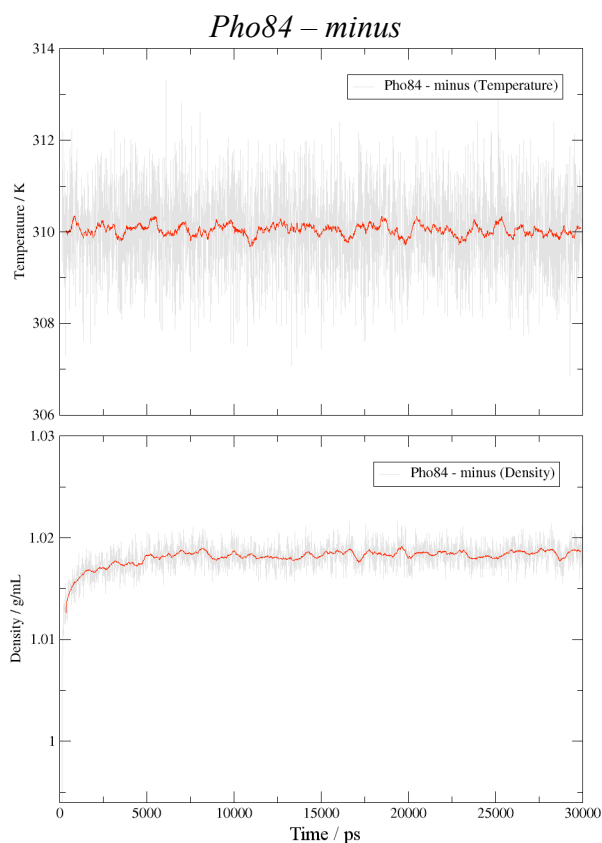 Pho84 – minus
314
312
310
308
306
Temperature / K
Pho84 - minus (Temperature)
1.03
1.02
1.01
1
Density / g/mL
Pho84 - minus (Density)
0 5000 10000 15000 20000 25000 30000
Time / ps